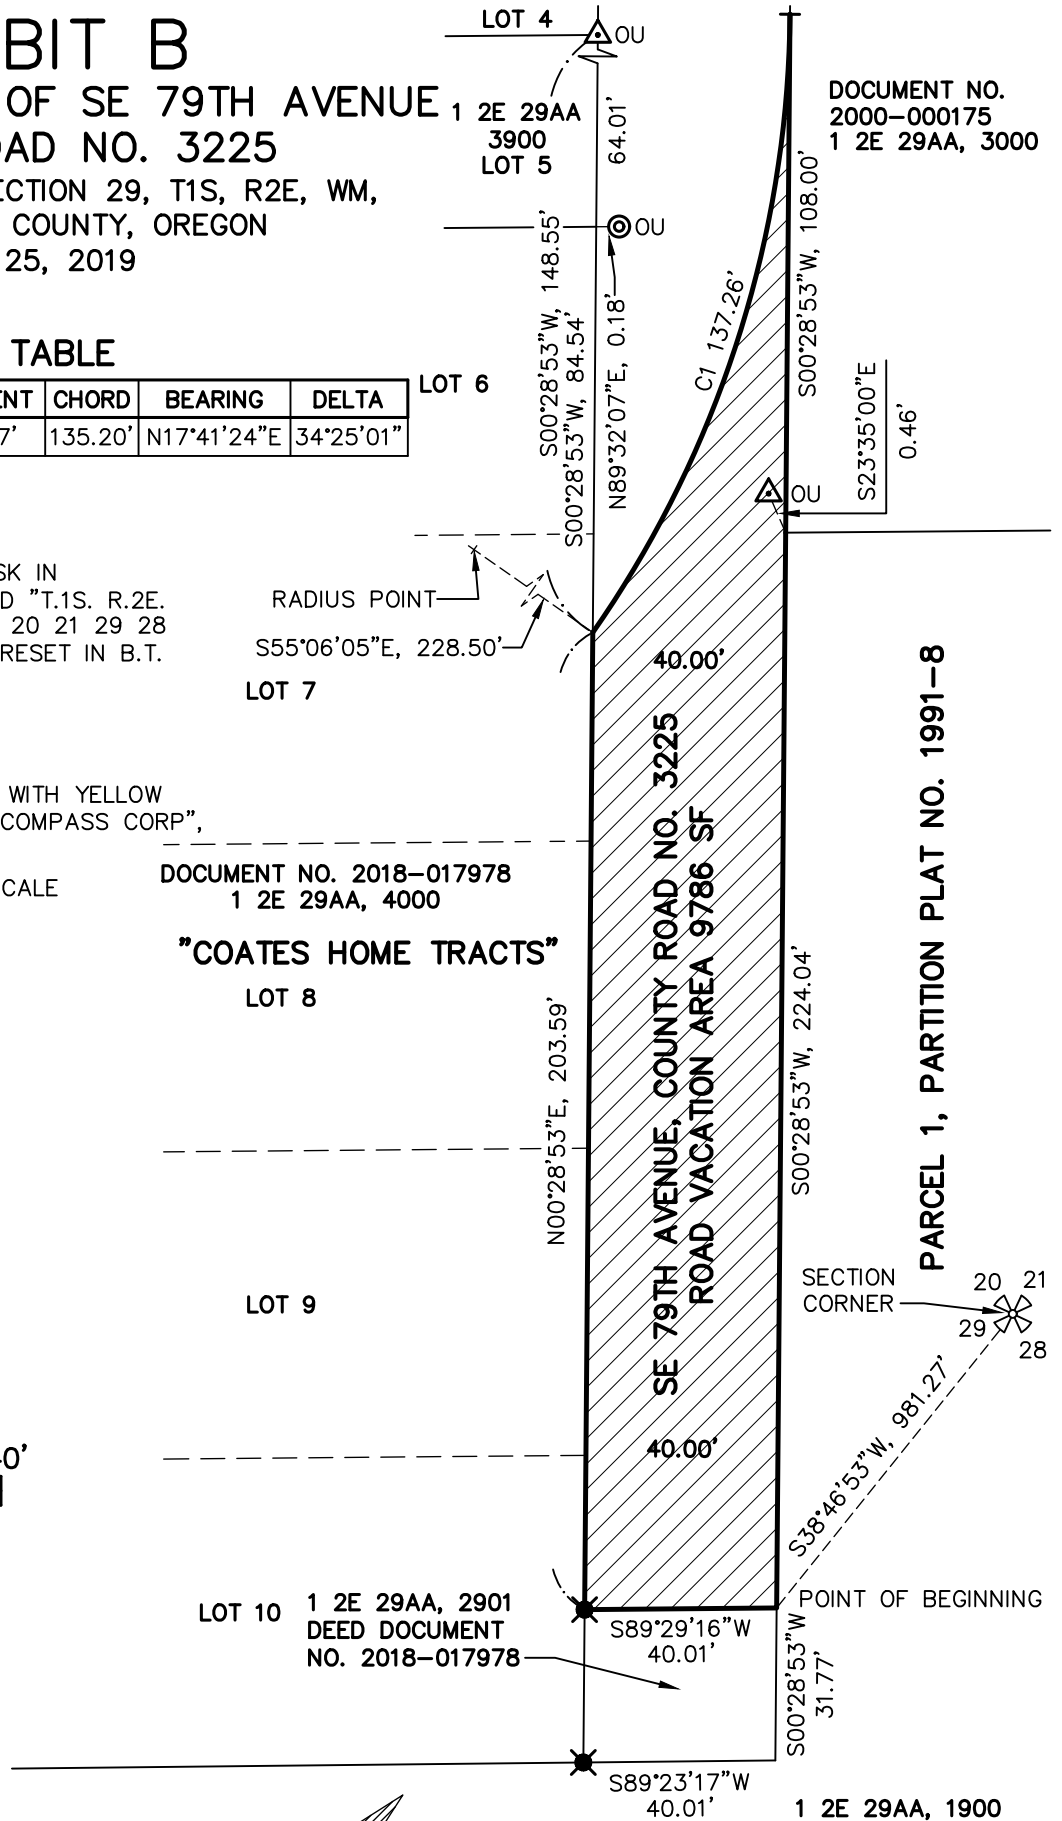 BIT B
OF SE 79TH AVENUE
AD NO. 3225
ECTION 29, T1S, R2E, WM,
COUNTY, OREGON
25, 2019
TABLE
ENT CHORD BEARING DELTA
7' 135.20' N17°41'24"E 34°25'01"
LOT 4
OU
1 2E 29AA
3900
LOT 5
64.01'
OU
DOCUMENT NO.
2000-000175
1 2E 29AA, 3000
S00°28'53"W, 148.55'
S00°28'53"W, 84.54'
N89°32'07"E, 0.18'
C1 137.26'
S00°28'53"W, 108.00'
LOT 6
S23°35'00"E
0.46'
OU
SK IN
D "T.1S. R.2E.
20 21 29 28
RESET IN B.T.
RADIUS POINT
S55°06'05"E, 228.50'
LOT 7
40.00'
WITH YELLOW
COMPASS CORP",
CALE
DOCUMENT NO. 2018-017978
1 2E 29AA, 4000
"COATES HOME TRACTS"
LOT 8
N00°28'53"E, 203.59'
SE 79TH AVENUE, COUNTY ROAD NO. 3225
ROAD VACATION AREA 9786 SF
S00°28'53"W, 224.04'
PARCEL 1, PARTITION PLAT NO. 1991-8
LOT 9
SECTION
CORNER
20 21
29
28
0'
40.00'
S38°46'53"W, 981.27'
POINT OF BEGINNING
LOT 10
1 2E 29AA, 2901
DEED DOCUMENT
NO. 2018-017978
S89°29'16"W
40.01'
S00°28'53"W
31.77'
S89°23'17"W
40.01'
1 2E 29AA, 1900